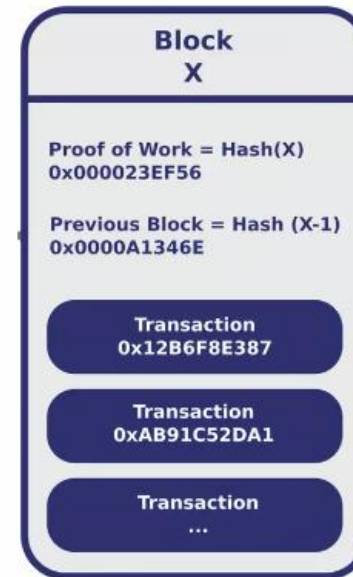 Block
X
Proof of Work = Hash(X)
0x000023EF56
Previous Block = Hash (X-1)
0x0000A1346E
Transaction
0x12B6F8E387
Transaction
0xAB91C52DA1
Transaction
...